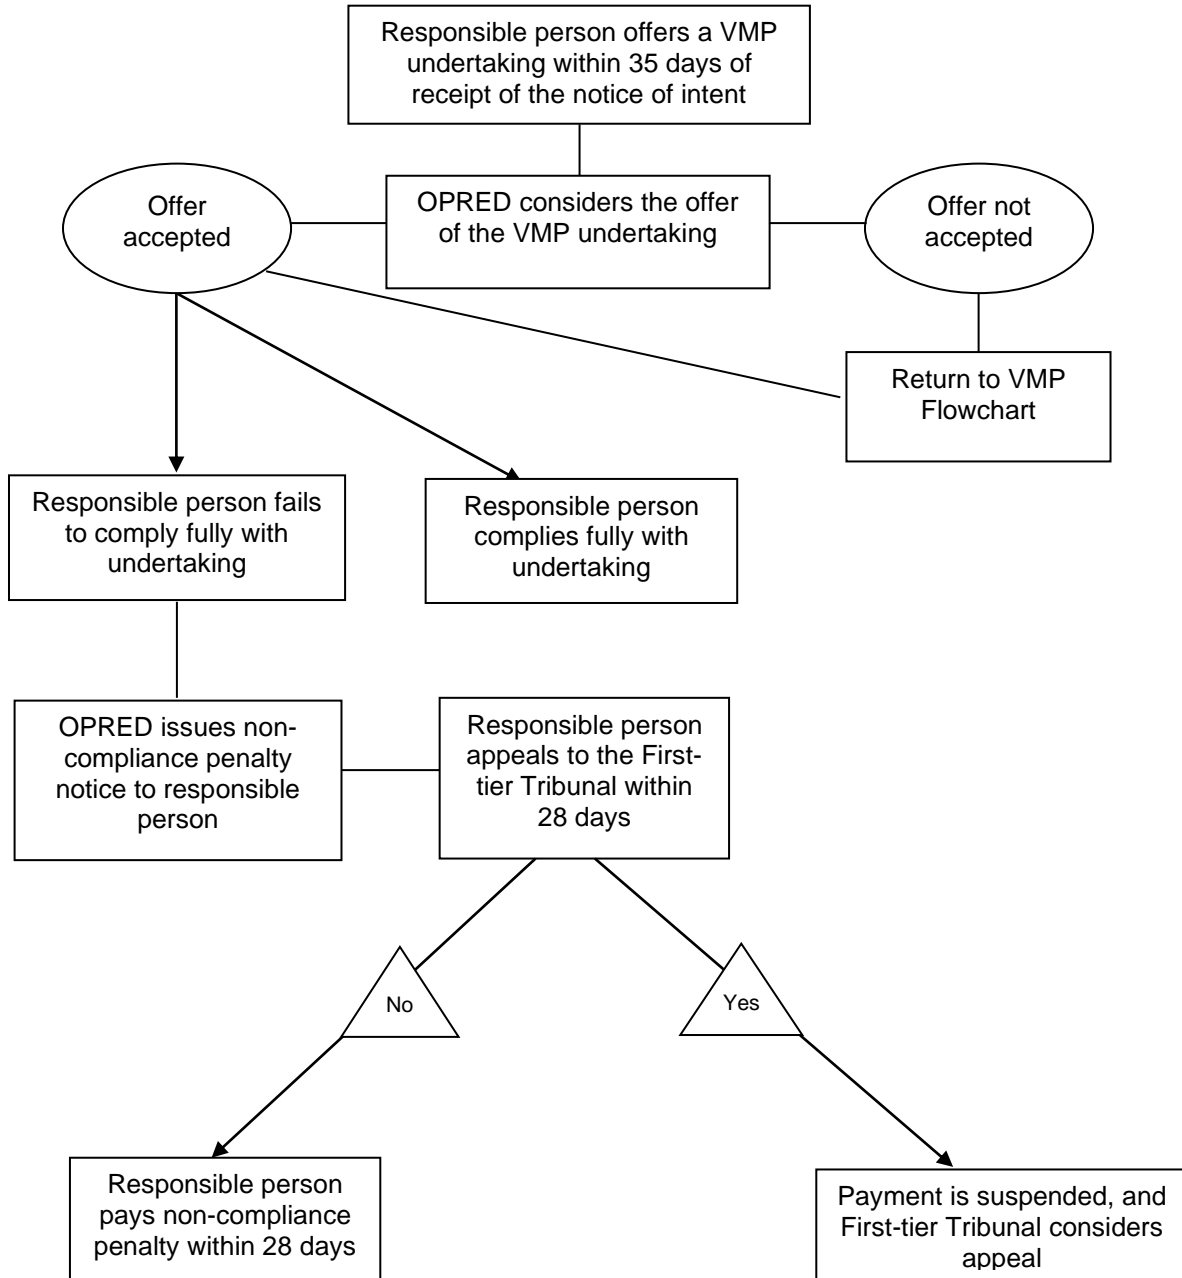 Responsible person offers a VMP
undertaking within 35 days of
receipt of the notice of intent
Offer
accepted
OPRED considers the offer
of the VMP undertaking
Offer not
accepted
Return to VMP
Flowchart
Responsible person fails
to comply fully with
undertaking
Responsible person
complies fully with
undertaking
OPRED issues non-
compliance penalty
notice to responsible
person
Responsible person
appeals to the First-
tier Tribunal within
28 days
No
Yes
Responsible person
pays non-compliance
penalty within 28 days
Payment is suspended, and
First-tier Tribunal considers
appeal